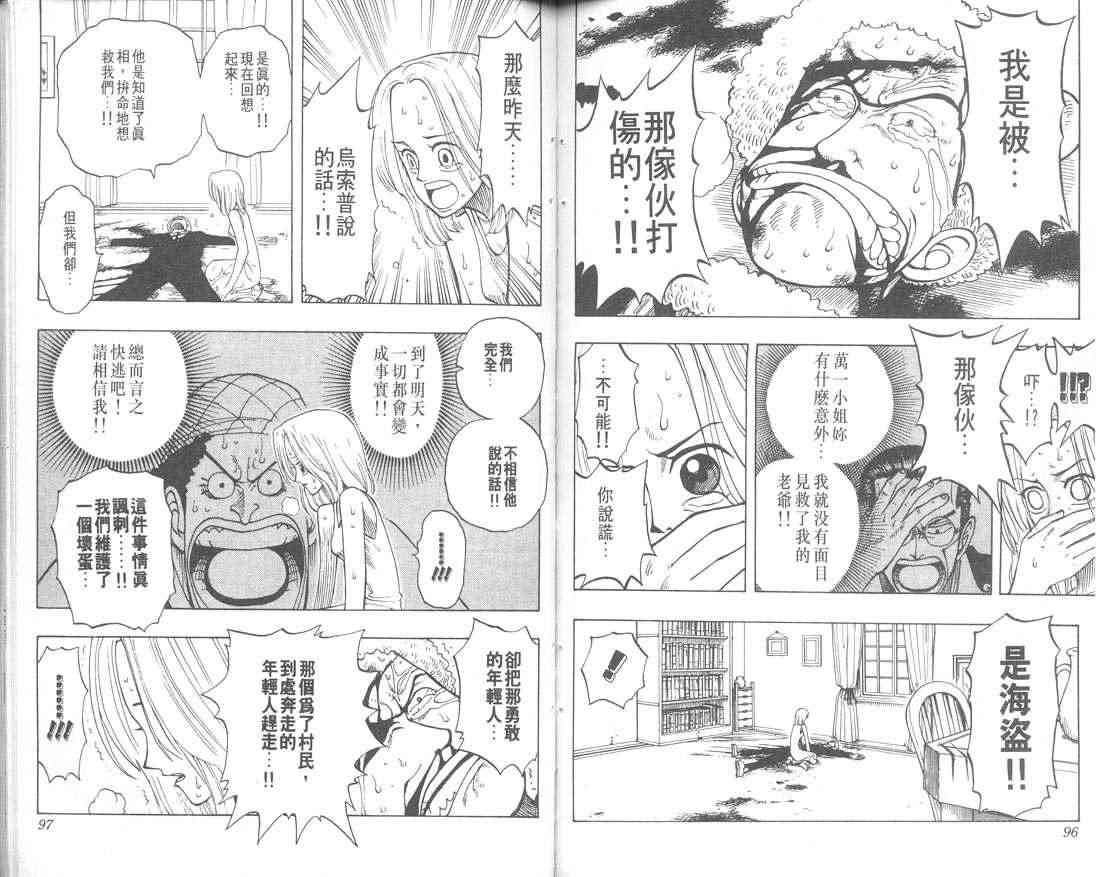 我是被…
那傢伙打
傷的…!!
!!!?
吓…!?
那傢伙…
萬一小姐妳
有什麼意外…
我就没有面目
見救了我的
老爺!!
…不可能!!
你說謊…
是海盜!!
!
96
那麼昨天……
烏索普說
的話…!!
是真的…!!
現在回想
起來…
他是知道了真
相，拚命地想
救我們…!!
但我們卻…
我們
完全…
不相信他
說的話!!
到了明天，
一切都會變
成事實!!
總而言之
快逃吧！
請相信我!!
……!!!
這件事情真
諷刺……!!
我們維護了
一個壞蛋…
卻把那勇敢
的年輕人…
那個爲了村民，
到處奔走的
年輕人趕走…!!
……!!!
97